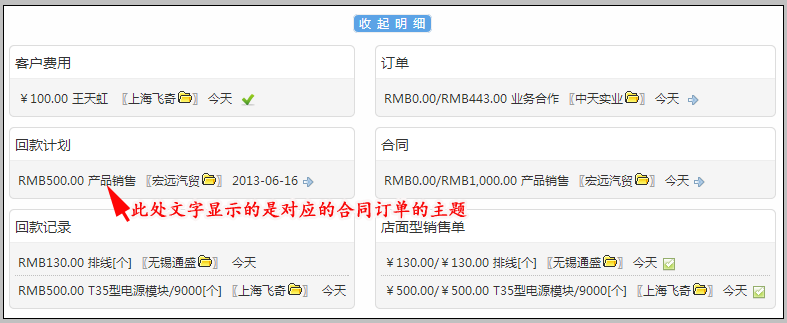 收起明细
客户费用
￥100.00 王天虹 〖上海飞奇〗 今天
订单
RMB0.00/RMB443.00 业务合作 〖中天实业〗 今天
回款计划
RMB500.00 产品销售 〖宏远汽贸〗 2013-06-16
合同
RMB0.00/RMB1,000.00 产品销售 〖宏远汽贸〗 今天
此处文字显示的是对应的合同订单的主题
回款记录
RMB130.00 排线[个] 〖无锡通盛〗 今天
RMB500.00 T35型电源模块/9000[个] 〖上海飞奇〗 今天
店面型销售单
￥130.00/￥130.00 排线[个] 〖无锡通盛〗 今天
￥500.00/￥500.00 T35型电源模块/9000[个] 〖上海飞奇〗 今天